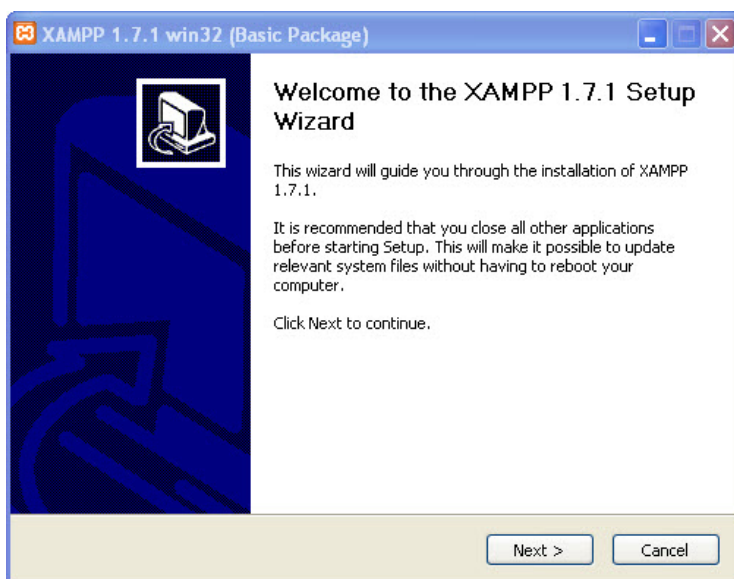 XAMPP 1.7.1 win32 (Basic Package)
Welcome to the XAMPP 1.7.1 Setup
Wizard
This wizard will guide you through the installation of XAMPP
1.7.1.
It is recommended that you close all other applications
before starting Setup. This will make it possible to update
relevant system files without having to reboot your
computer.
Click Next to continue.
Next > Cancel